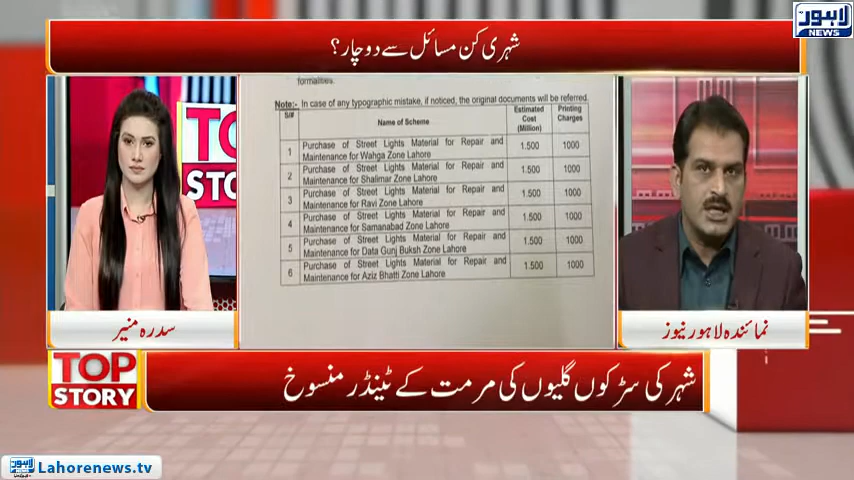 لاہور
NEWS
شہری کن مسائل سے دوچار؟
TOP
STORY
formalities.
Note:- In case of any typographic mistake, if noticed, the original documents will be referred.
S/# Name of Scheme Estimated Cost (Million) Printing Charges
1 Purchase of Street Lights Material for Repair and Maintenance for Wahga Zone Lahore 1.500 1000
2 Purchase of Street Lights Material for Repair and Maintenance for Shalimar Zone Lahore 1.500 1000
3 Purchase of Street Lights Material for Repair and Maintenance for Ravi Zone Lahore 1.500 1000
4 Purchase of Street Lights Material for Repair and Maintenance for Samanabad Zone Lahore 1.500 1000
5 Purchase of Street Lights Material for Repair and Maintenance for Data Gunj Buksh Zone Lahore 1.500 1000
6 Purchase of Street Lights Material for Repair and Maintenance for Aziz Bhatti Zone Lahore 1.500 1000
سدرہ منیر
نمائندہ لاہور نیوز
TOP
STORY
شہر کی سڑکوں گلیوں کی مرمت کے ٹینڈر منسوخ
Lahorenews.tv